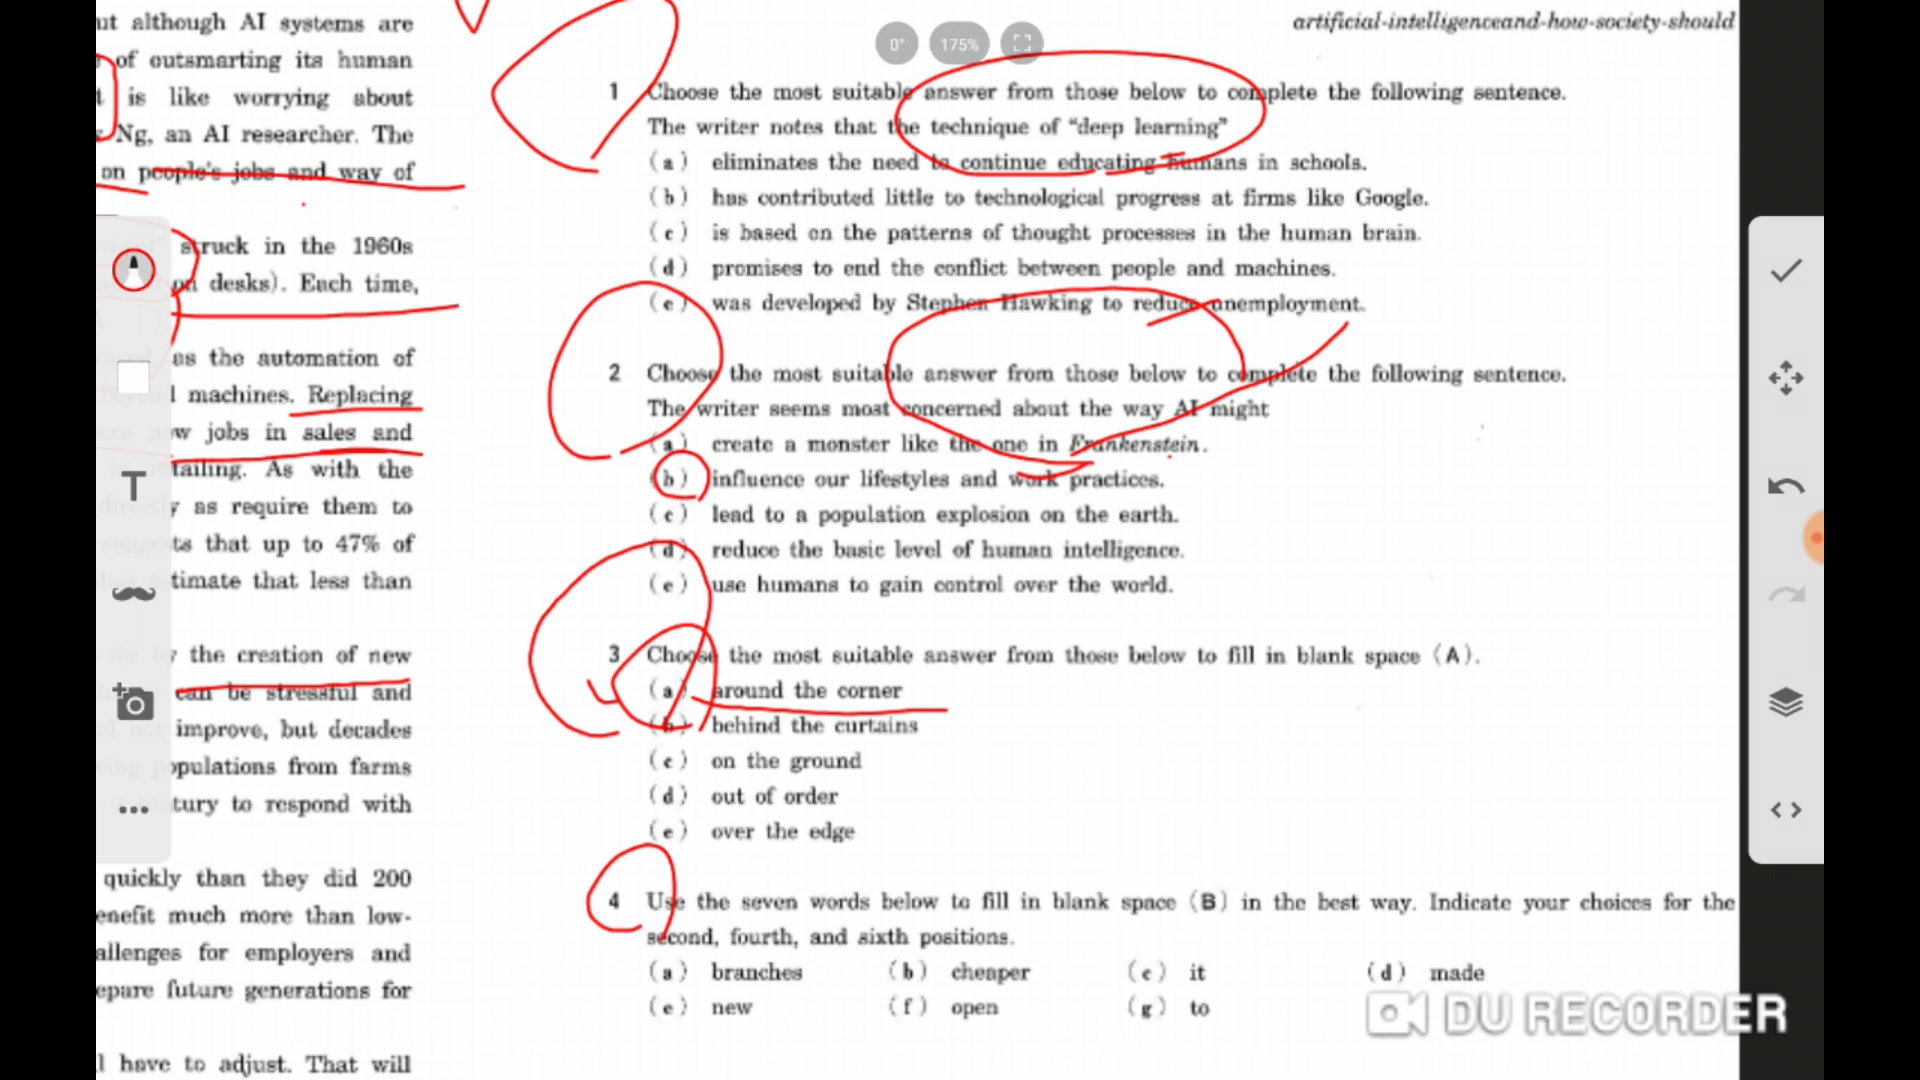 ut although AI systems are
of outsmarting its human
t is like worrying about
Ng, an AI researcher. The
on people's jobs and way of
struck in the 1960s
on desks). Each time,
as the automation of
machines. Replacing
new jobs in sales and
failing. As with the
directly as require them to
suggests that up to 47% of
estimate that less than
for by the creation of new
can be stressful and
improve, but decades
populations from farms
tury to respond with
quickly than they did 200
enefit much more than low-
allenges for employers and
epare future generations for
l have to adjust. That will
artificial-intelligenceand-how-society-should
0°
175%
1 Choose the most suitable answer from those below to complete the following sentence.
The writer notes that the technique of “deep learning”
(a) eliminates the need to continue educating humans in schools.
(b) has contributed little to technological progress at firms like Google.
(c) is based on the patterns of thought processes in the human brain.
(d) promises to end the conflict between people and machines.
(e) was developed by Stephen Hawking to reduce unemployment.
2 Choose the most suitable answer from those below to complete the following sentence.
The writer seems most concerned about the way AI might
(a) create a monster like the one in Frankenstein.
(b) influence our lifestyles and work practices.
(c) lead to a population explosion on the earth.
(d) reduce the basic level of human intelligence.
(e) use humans to gain control over the world.
3 Choose the most suitable answer from those below to fill in blank space (A).
(a) around the corner
(b) behind the curtains
(c) on the ground
(d) out of order
(e) over the edge
4 Use the seven words below to fill in blank space (B) in the best way. Indicate your choices for the
second, fourth, and sixth positions.
(a) branches (b) cheaper (c) it (d) made
(e) new (f) open (g) to
T
DU RECORDER